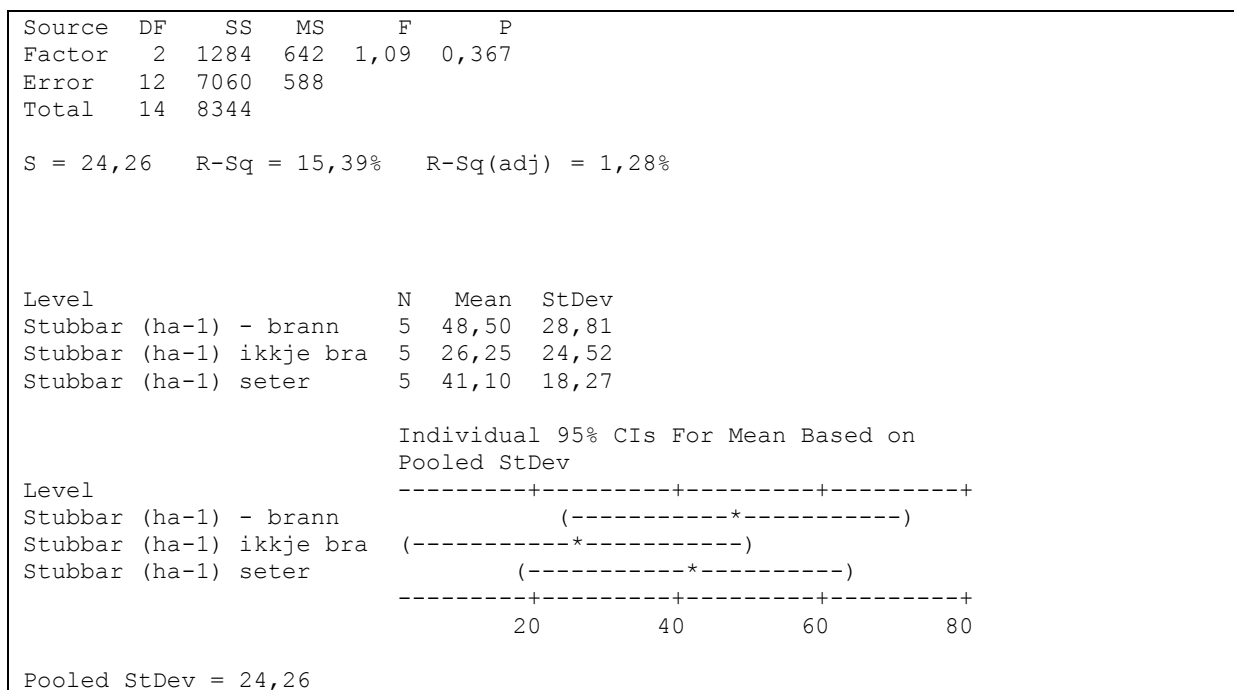 Source  DF    SS   MS     F      P
Factor   2  1284  642  1,09  0,367
Error   12  7060  588
Total   14  8344
S = 24,26   R-Sq = 15,39%   R-Sq(adj) = 1,28%
Level                     N   Mean  StDev
Stubbar (ha-1) - brann    5  48,50  28,81
Stubbar (ha-1) ikkje bra  5  26,25  24,52
Stubbar (ha-1) seter      5  41,10  18,27
                          Individual 95% CIs For Mean Based on
                          Pooled StDev
Level                     ---------+---------+---------+---------+
Stubbar (ha-1) - brann               (-----------*-----------)
Stubbar (ha-1) ikkje bra  (-----------*-----------)
Stubbar (ha-1) seter              (-----------*----------)
                          ---------+---------+---------+---------+
                                  20        40        60        80
Pooled StDev = 24,26